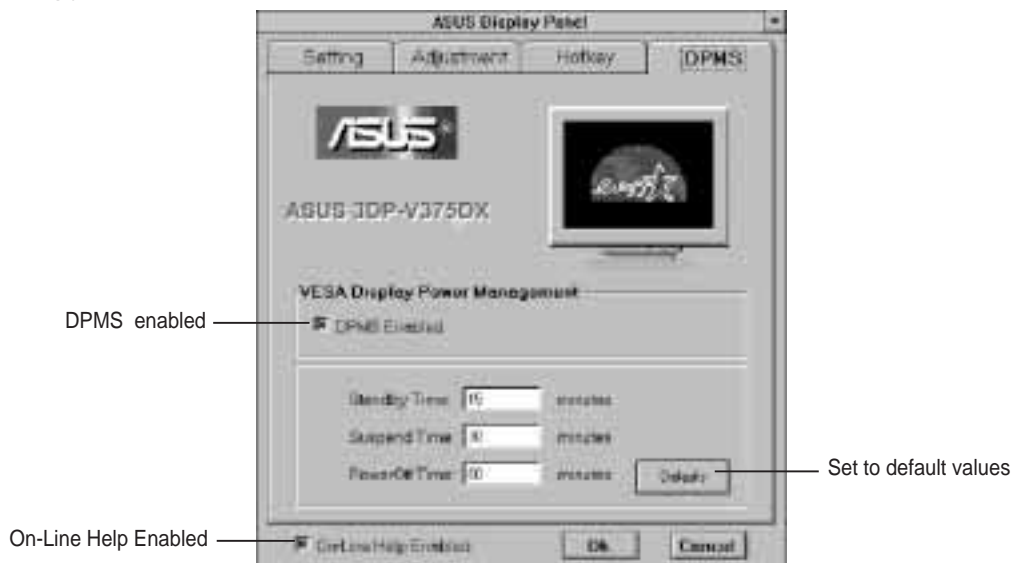 ASUS Display Panel
Setting
Adjustment
Hotkey
DPMS
ASUS
ASUS 3DP-V375DX
VESA Display Power Management
DPMS enabled
DPMS Enabled
Standby Time 15 minutes
Suspend Time minutes
PowerOff Time minutes
Defaults
Set to default values
On-Line Help Enabled
On-Line Help Enabled
Ok
Cancel